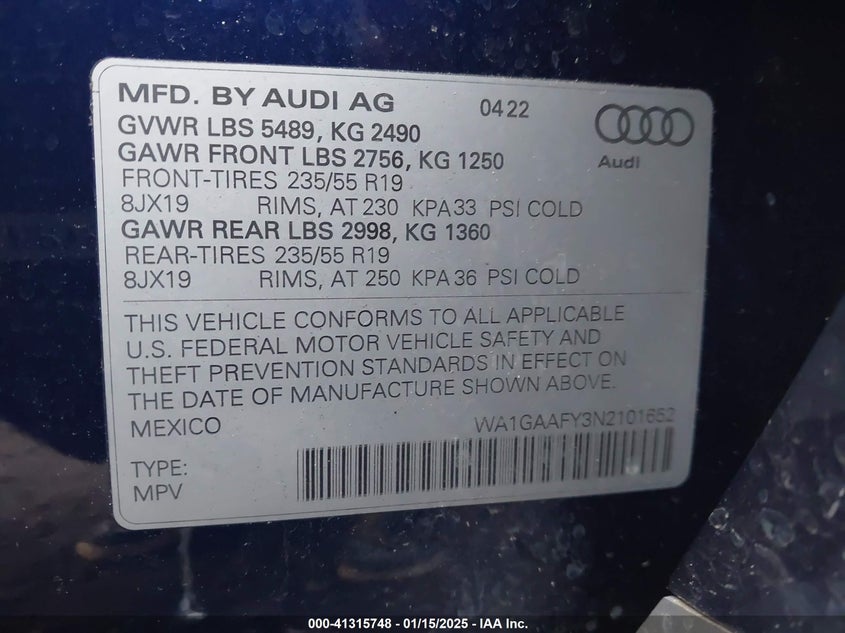 MFD. BY AUDI AG 04 22
GVWR LBS 5489, KG 2490
GAWR FRONT LBS 2756, KG 1250
FRONT-TIRES 235/55 R19
8JX19 RIMS, AT 230 KPA 33 PSI COLD
GAWR REAR LBS 2998, KG 1360
REAR-TIRES 235/55 R19
8JX19 RIMS, AT 250 KPA 36 PSI COLD
Audi
THIS VEHICLE CONFORMS TO ALL APPLICABLE
U.S. FEDERAL MOTOR VEHICLE SAFETY AND
THEFT PREVENTION STANDARDS IN EFFECT ON
THE DATE OF MANUFACTURE SHOWN ABOVE.
MEXICO WA1GAAFY3N2101652
TYPE:
MPV
000-41315748 - 01/15/2025 - IAA Inc.